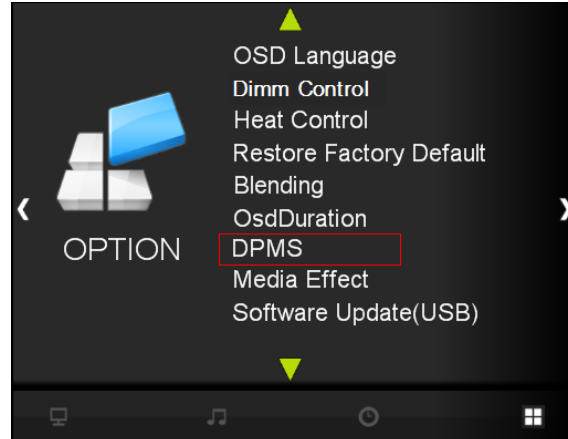 OSD Language
Dimm Control
Heat Control
Restore Factory Default
Blending
OsdDuration
OPTION
DPMS
Media Effect
Software Update(USB)